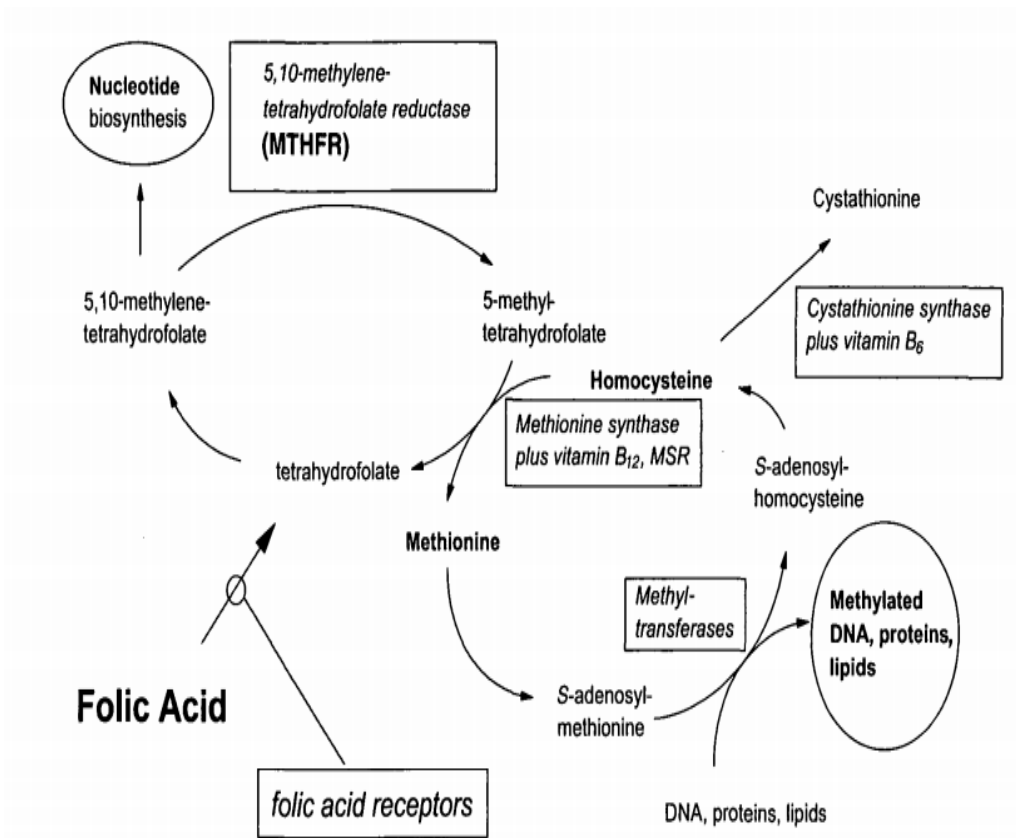 Nucleotide
biosynthesis
5,10-methylene-
tetrahydrofolate reductase
(MTHFR)
Cystathionine
5,10-methylene-
tetrahydrofolate
5-methyl-
tetrahydrofolate
Cystathionine synthase
plus vitamin B6
Homocysteine
Methionine synthase
plus vitamin B12, MSR
tetrahydrofolate
S-adenosyl-
homocysteine
Methionine
Methyl-
transferases
Methylated
DNA, proteins,
lipids
Folic Acid
S-adenosyl-
methionine
folic acid receptors
DNA, proteins, lipids